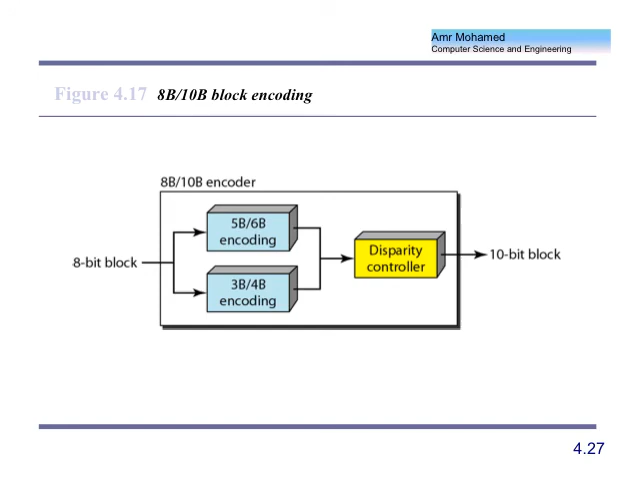 Amr Mohamed
Computer Science and Engineering
Figure 4.17 8B/10B block encoding
8B/10B encoder
5B/6B
encoding
8-bit block
3B/4B
encoding
Disparity
controller
10-bit block
4.27